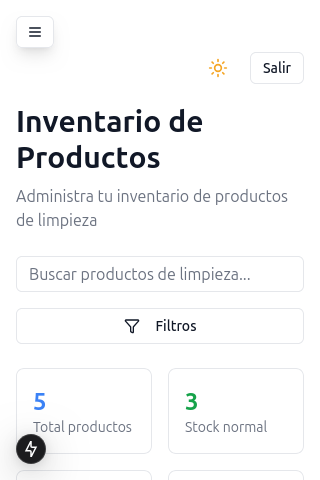 Salir
Inventario de
Productos
Administra tu inventario de productos
de limpieza
Buscar productos de limpieza...
Filtros
5
Total productos
3
Stock normal